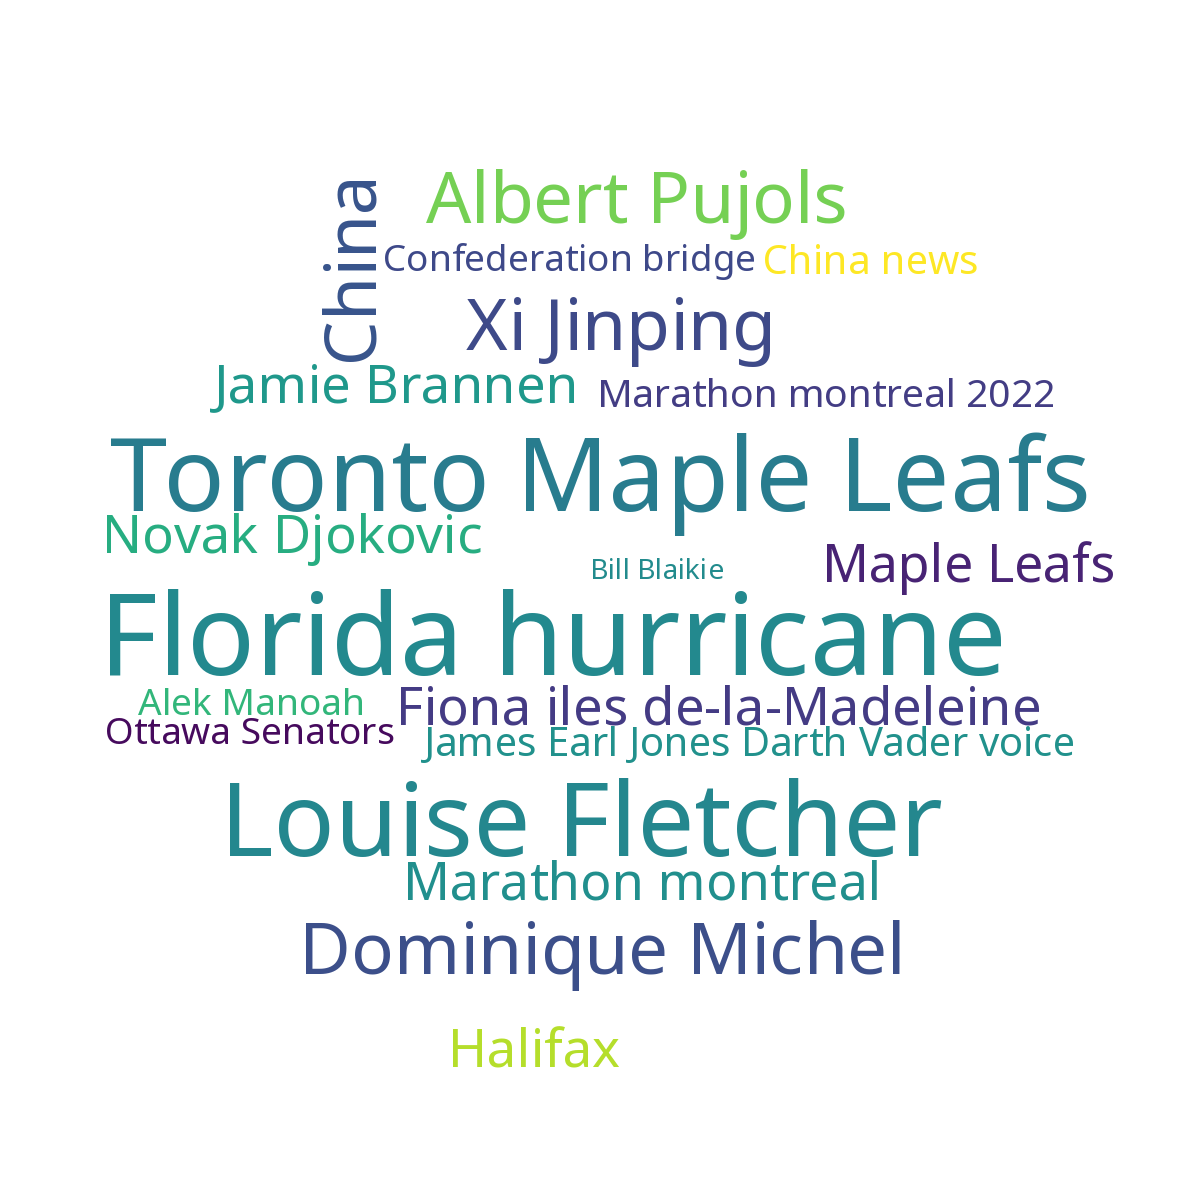 Albert Pujols
China
Confederation bridge
China news
Xi Jinping
Jamie Brannen
Marathon montreal 2022
Toronto Maple Leafs
Novak Djokovic
Maple Leafs
Bill Blaikie
Florida hurricane
Alek Manoah
Fiona iles de-la-Madeleine
Ottawa Senators
James Earl Jones Darth Vader voice
Louise Fletcher
Marathon montreal
Dominique Michel
Halifax